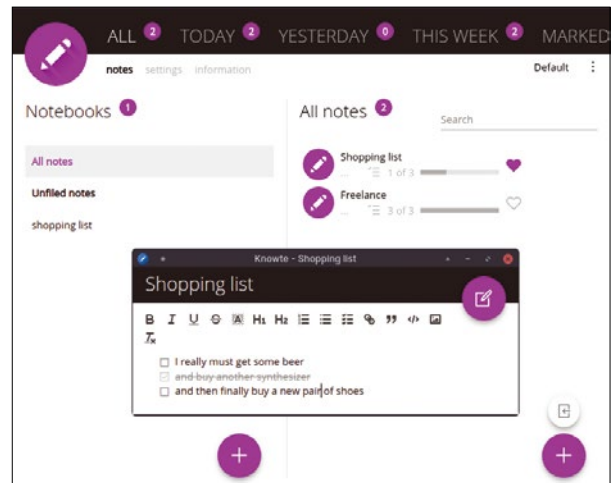 ALL 2 TODAY 2 YESTERDAY 0 THIS WEEK 2 MARKED
notes settings information
Default
Notebooks 1
All notes 2
Search
All notes
Unfiled notes
shopping list
Shopping list
... 1 of 3
Freelance
... 3 of 3
Knowte - Shopping list
Shopping list
B I U S A H1 H2
Tx
I really must get some beer
and buy another synthesizer
and then finally buy a new pair of shoes